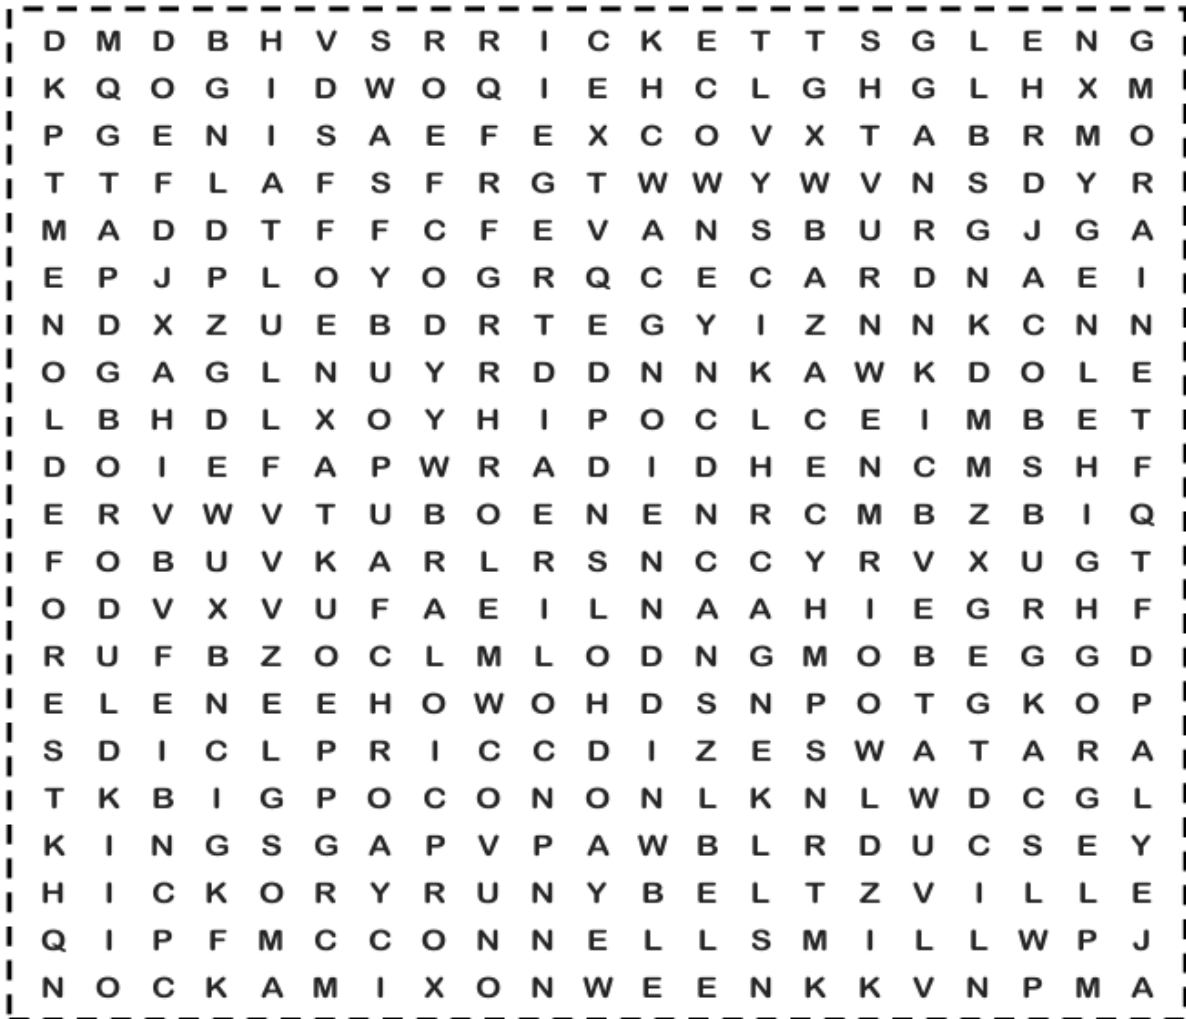 D M D B H V S R R I C K E T T S G L E N G
K Q O G I D W O Q I E H C L G H G L H X M
P G E N I S A E F E X C O V X T A B R M O
T T F L A F S F R G T W W Y W V N S D Y R
M A D D T F F C F E V A N S B U R G J G A
E P J P L O Y O G R Q C E C A R D N A E I
N D X Z U E B D R T E G Y I Z N N K C N N
O G A G L N U Y R D D N N K A W K D O L E
L B H D L X O Y H I P O C L C E I M B E T
D O I E F A P W R A D I D H E N C M S H F
E R V W V T U B O E N E N R C M B Z B I Q
F O B U V K A R L R S N C C Y R V X U G T
O D V X V U F A E I L N A A H I E G R H F
R U F B Z O C L M L O D N G M O B E G G D
E L E N E E H O W O H D S N P O T G K O P
S D I C L P R I C C D I Z E S W A T A R A
T K B I G P O C O N O N L K N L W D C G L
K I N G S G A P V P A W B L R D U C S E Y
H I C K O R Y R U N Y B E L T Z V I L L E
Q I P F M C C O N N E L L S M I L L W P J
N O C K A M I X O N W E E N K K V N P M A